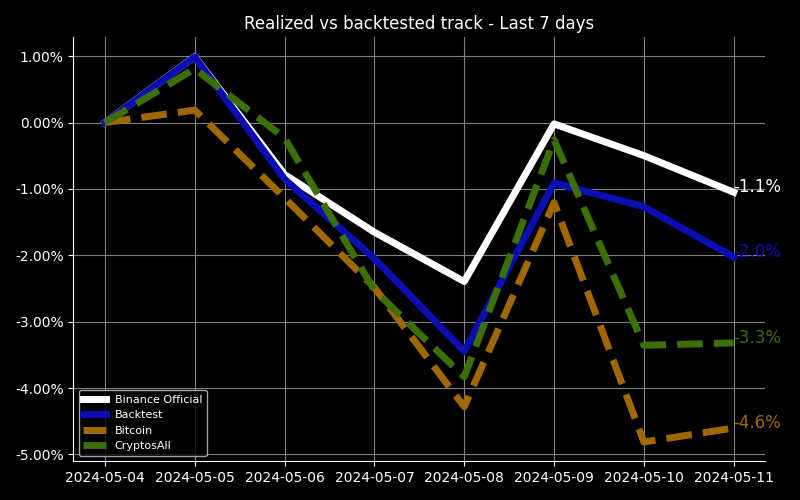 Realized vs backtested track - Last 7 days
1.00%
0.00%
-1.00%
-2.00%
-3.00%
-4.00%
-5.00%
-1.1%
-2.0%
-3.3%
-4.6%
Binance Official
Backtest
Bitcoin
CryptosAll
2024-05-04 2024-05-05 2024-05-06 2024-05-07 2024-05-08 2024-05-09 2024-05-10 2024-05-11